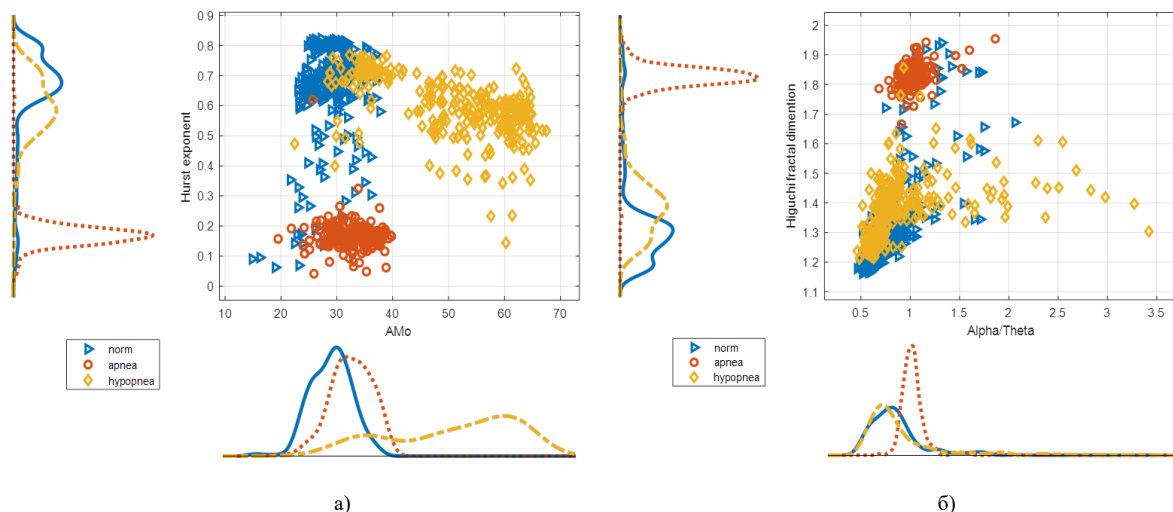 0.9
0.8
0.7
0.6
0.5
0.4
0.3
0.2
0.1
0
Hurst exponent
10 20 30 40 50 60 70
AMo
norm
apnea
hypopnea
а)
2
1.9
1.8
1.7
1.6
1.5
1.4
1.3
1.2
1.1
Higuchi fractal dimention
0.5 1 1.5 2 2.5 3 3.5
Alpha/Theta
norm
apnea
hypopnea
б)